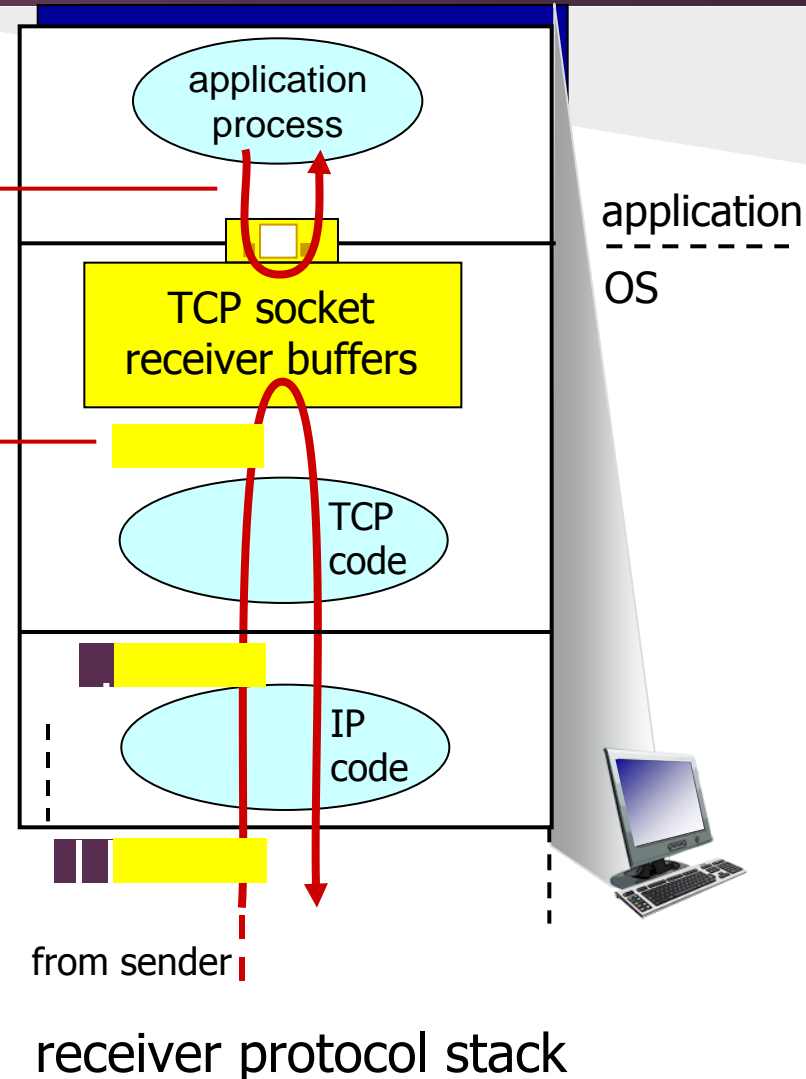 application
process
application
OS
TCP socket
receiver buffers
TCP
code
IP
code
from sender
receiver protocol stack